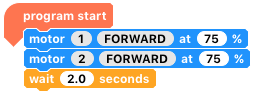 program start
motor 1 FORWARD at 75 %
motor 2 FORWARD at 75 %
wait 2.0 seconds